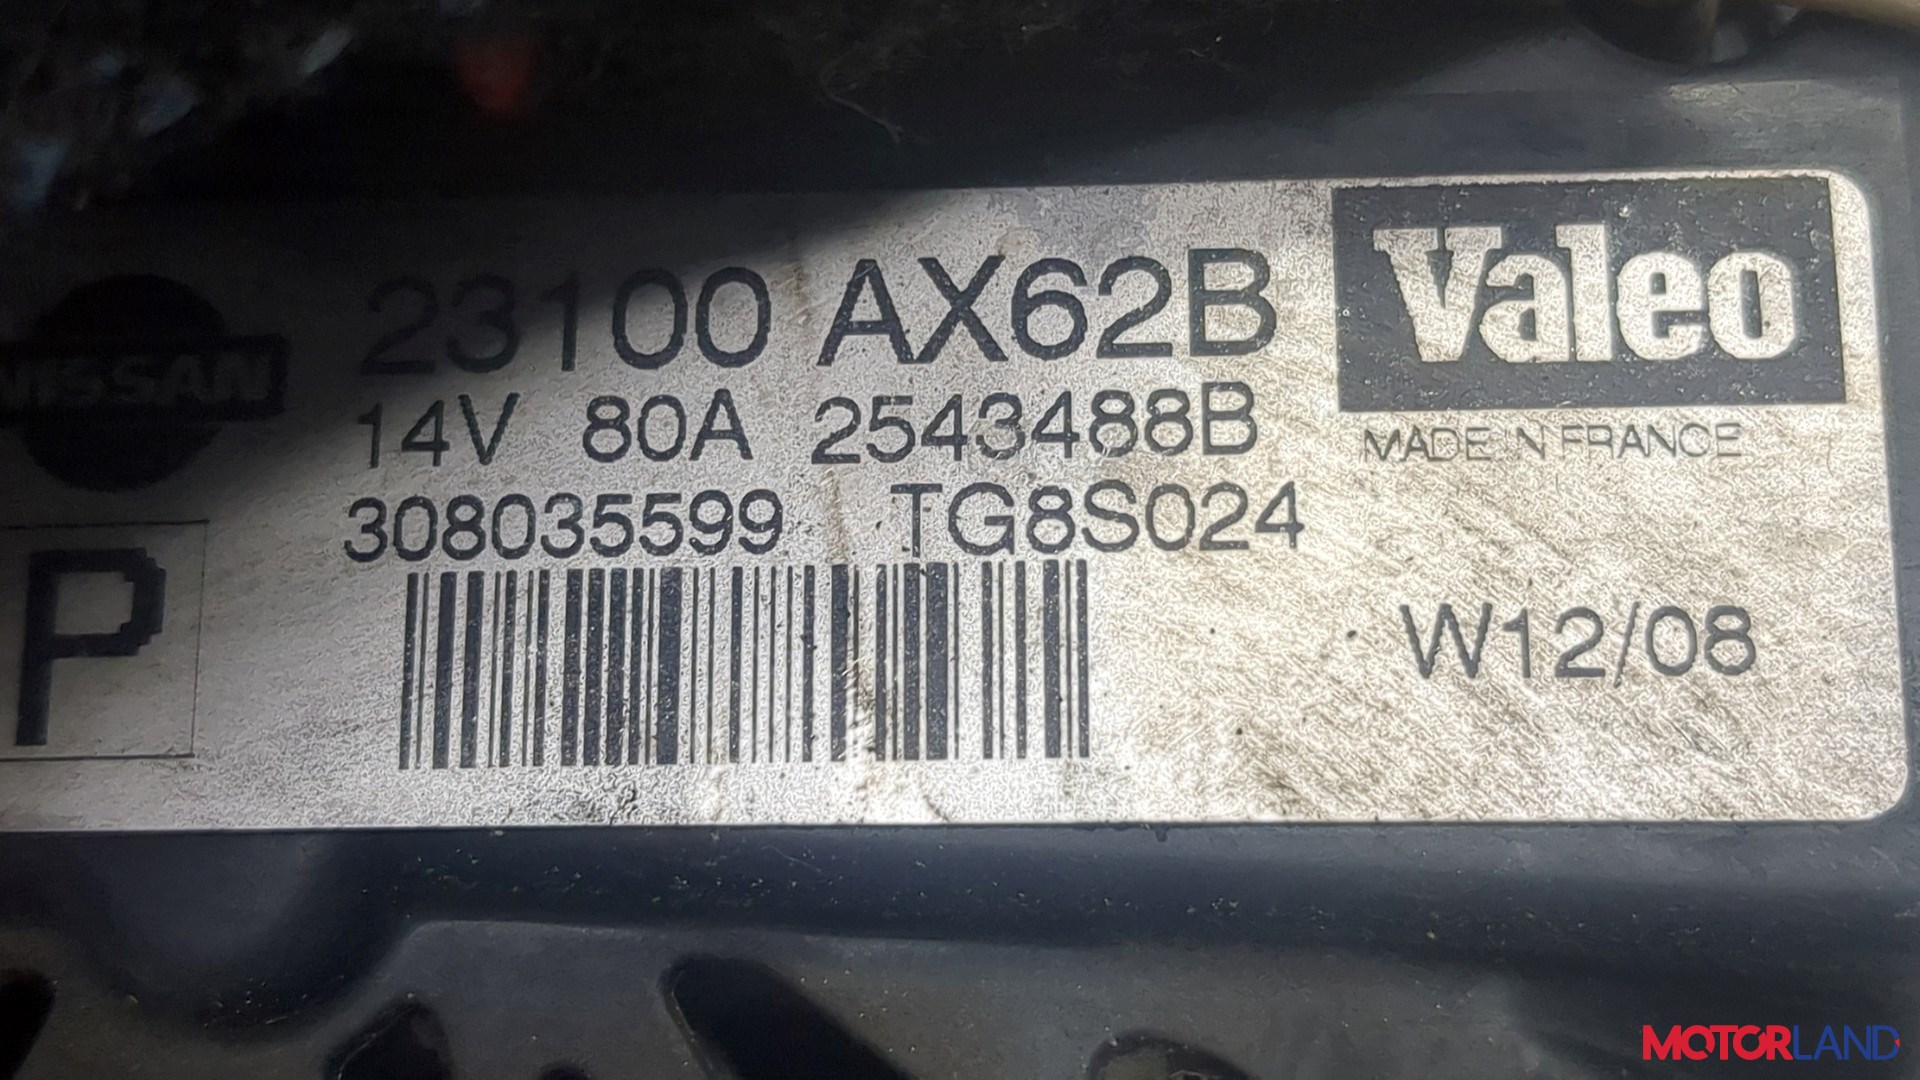 NISSAN
23100 AX62B
Valeo
14V 80A 2543488B
MADE IN FRANCE
308035599 TG8S024
P
W12/08
MOTORLAND